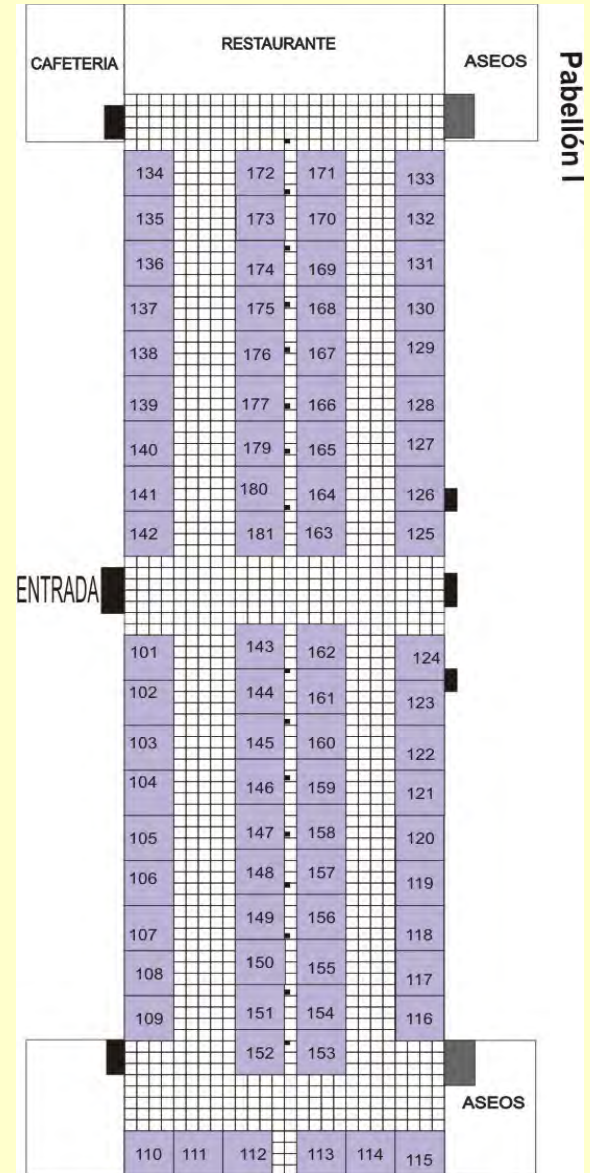 CAFETERIA RESTAURANTE ASEOS
Pabellón I
134 172 171 133
135 173 170 132
136 174 169 131
137 175 168 130
138 176 167 129
139 177 166 128
140 179 165 127
141 180 164 126
142 181 163 125
ENTRADA
101 143 162 124
102 144 161 123
103 145 160 122
104 146 159 121
105 147 158 120
106 148 157 119
107 149 156 118
108 150 155 117
109 151 154 116
152 153
ASEOS
110 111 112 113 114 115